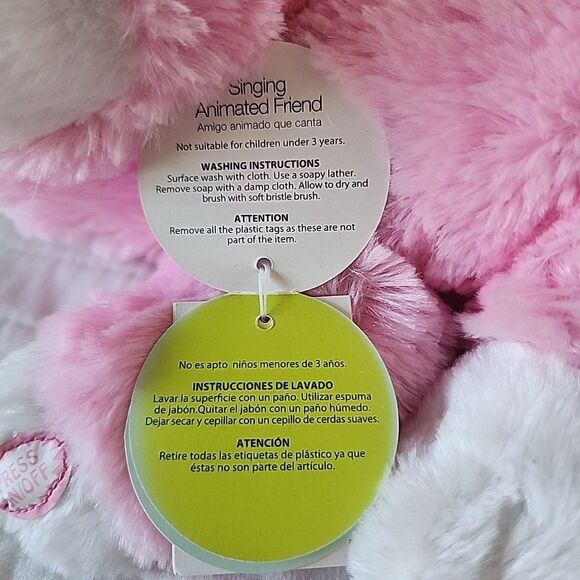 Singing
Animated Friend
Amigo animado que canta
Not suitable for children under 3 years.
WASHING INSTRUCTIONS
Surface wash with cloth. Use a soapy lather.
Remove soap with a damp cloth. Allow to dry and
brush with soft bristle brush.
ATTENTION
Remove all the plastic tags as these are not
part of the item.
No es apto niños menores de 3 años.
INSTRUCCIONES DE LAVADO
Lavar la superficie con un paño. Utilizar espuma
de jabón.Quitar el jabón con un paño húmedo.
Dejar secar y cepillar con un cepillo de cerdas suaves.
ATENCIÓN
Retire todas las etiquetas de plástico ya que
éstas no son parte del artículo.
PRESS
ON/OFF